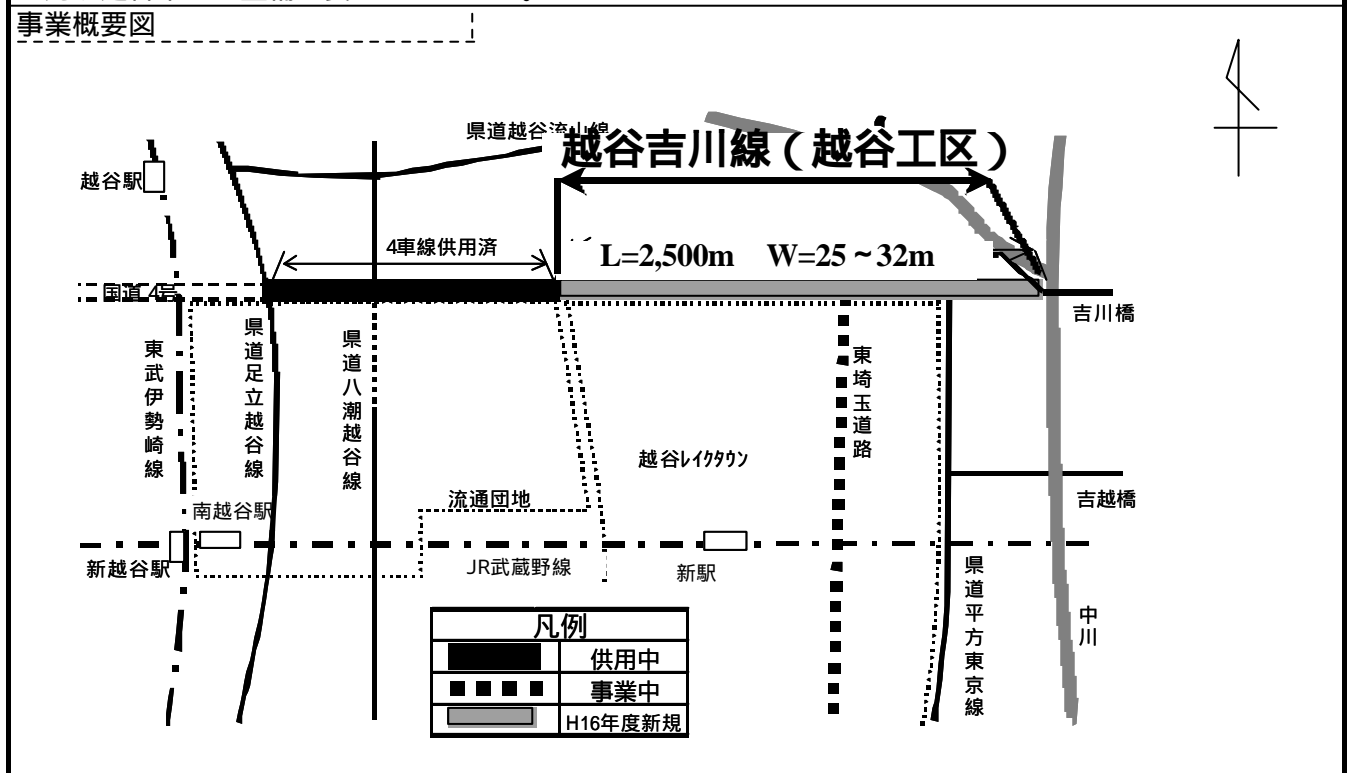 事業概要図
県道越谷流山線
越谷吉川線（越谷工区）
越谷駅
4車線供用済
L=2,500m W=25～32m
国道4号
吉川橋
東武伊勢崎線
県道足立越谷線
県道八潮越谷線
東埼玉道路
越谷ﾚｲｸﾀｳﾝ
流通団地
吉越橋
南越谷駅
新越谷駅
JR武蔵野線
新駅
県道平方東京線
中川
凡例
供用中
事業中
H16年度新規